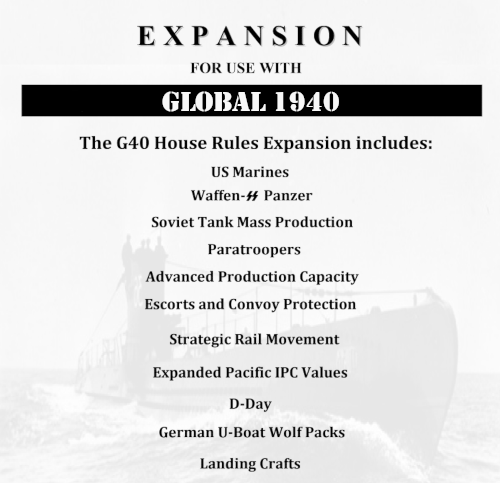 EXPANSION
FOR USE WITH
GLOBAL 1940
The G40 House Rules Expansion includes:
US Marines
Waffen-ᛋᛋ Panzer
Soviet Tank Mass Production
Paratroopers
Advanced Production Capacity
Escorts and Convoy Protection
Strategic Rail Movement
Expanded Pacific IPC Values
D-Day
German U-Boat Wolf Packs
Landing Crafts